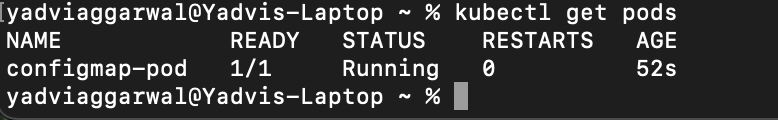 yadviaggarwal@Yadvis-Laptop ~ % kubectl get pods
NAME READY STATUS RESTARTS AGE
configmap-pod 1/1 Running 0 52s
yadviaggarwal@Yadvis-Laptop ~ %